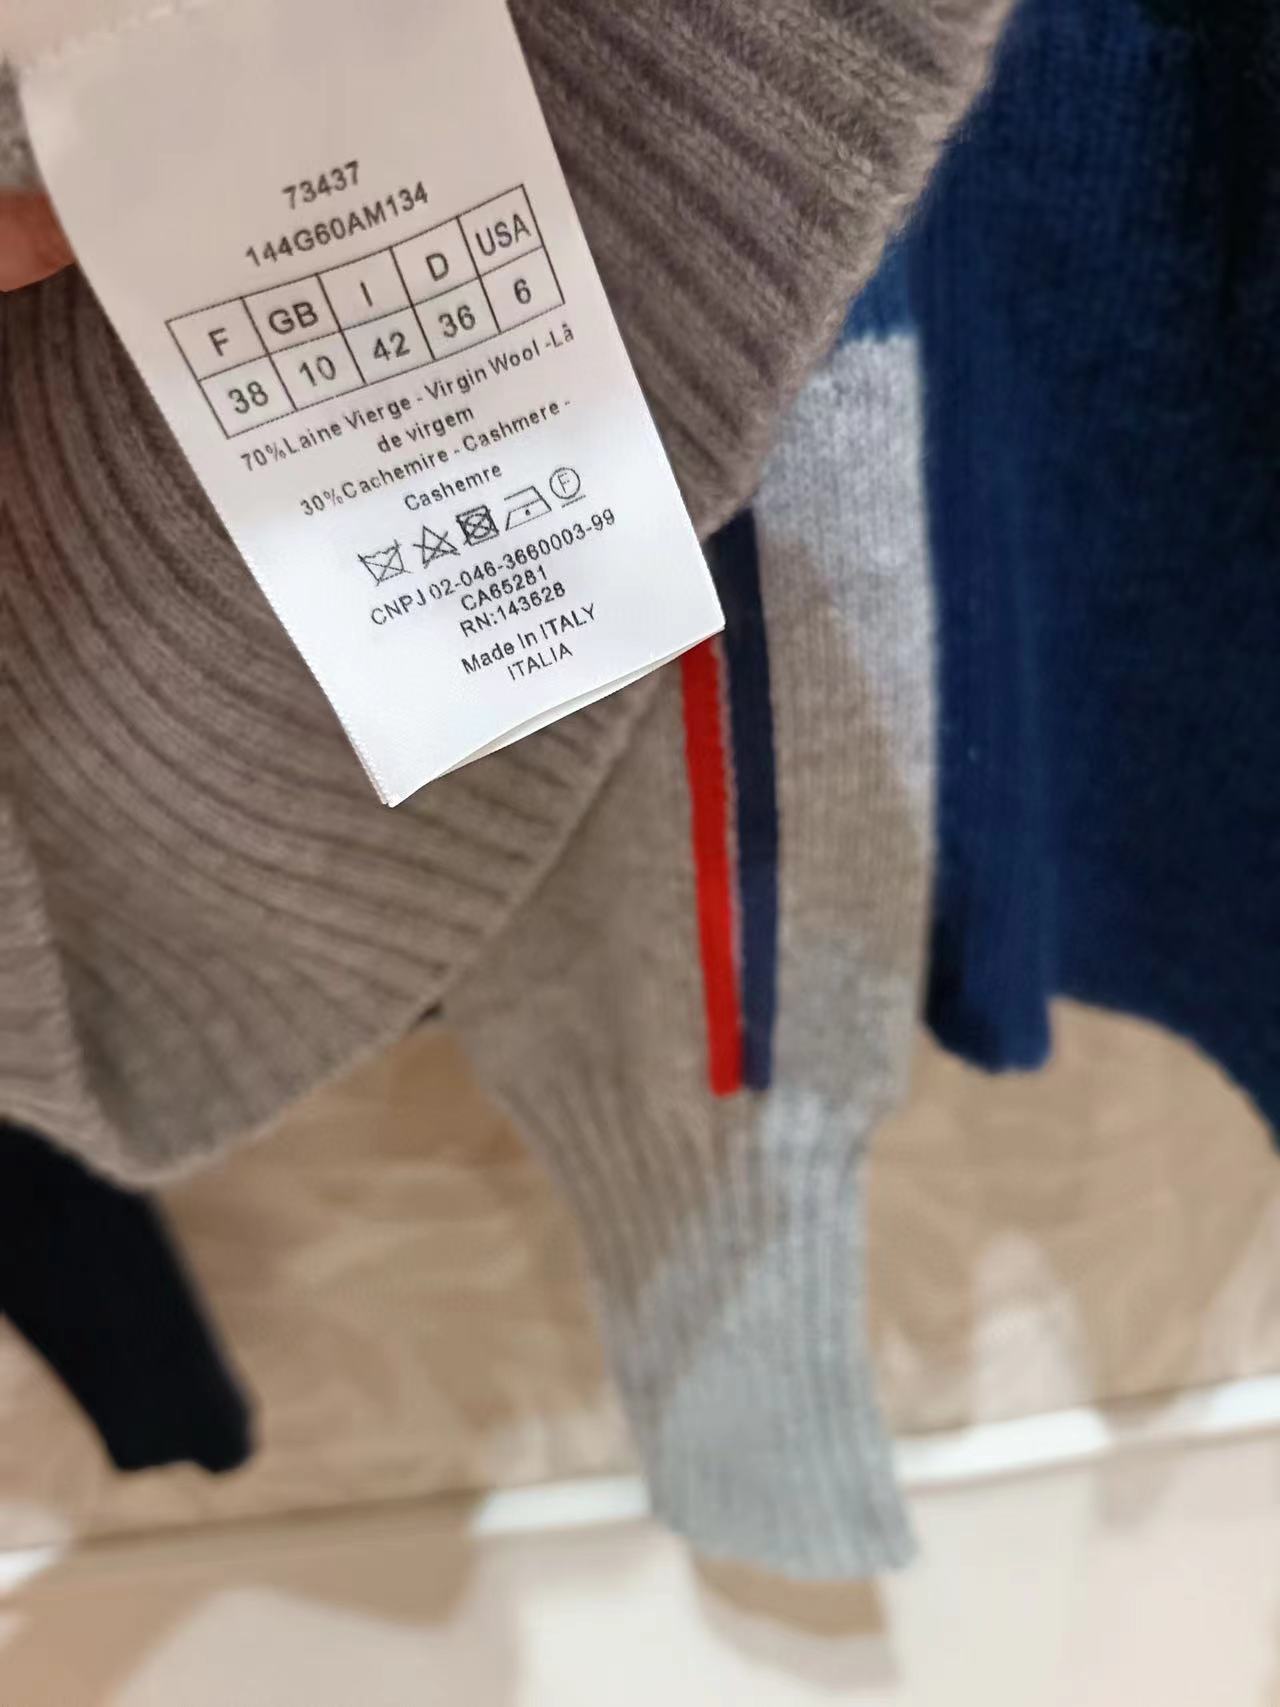 73437
144G60AM134
F GB I D USA
38 10 42 36 6
70%Laine Vierge - Virgin Wool -Lã
de virgem
30%Cachemire - Cashmere -
Cashemre
F
CNPJ 02-046-3660003-99
CA65281
RN:143628
Made In ITALY
ITALIA